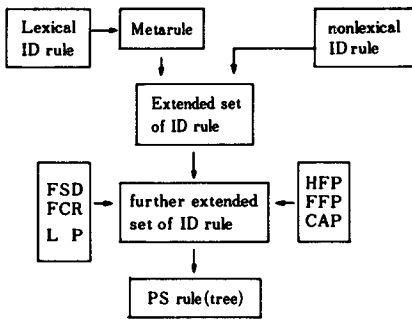 Lexical
ID rule
Metarule
nonlexical
ID rule
Extended set
of ID rule
FSD
FCR
L P
further extended
set of ID rule
HFP
FFP
CAP
PS rule(tree)